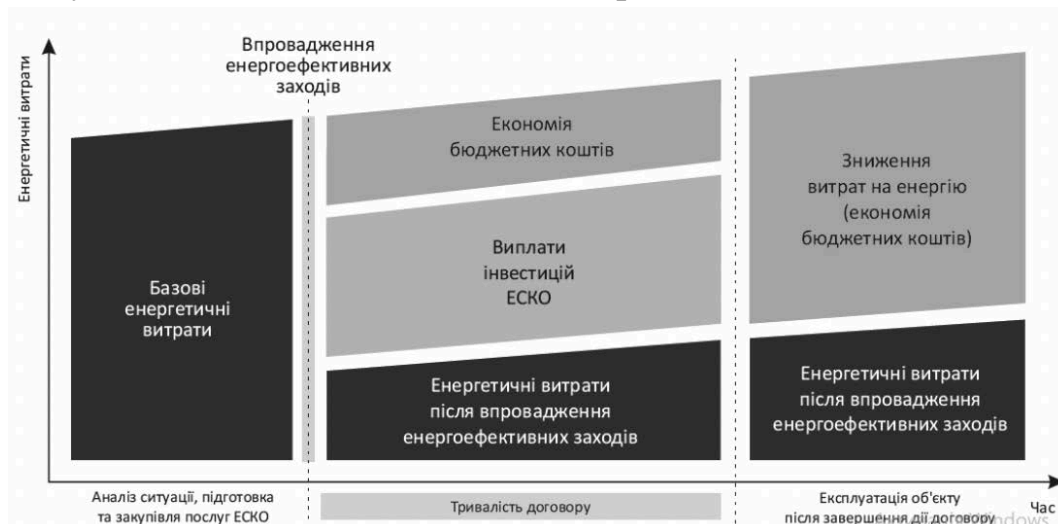 Впровадження
енергоефективних
заходів
Енергетичні витрати
Базові
енергетичні
витрати
Економія
бюджетних коштів
Виплати
інвестицій
ЕСКО
Енергетичні витрати
після впровадження
енергоефективних заходів
Зниження
витрат на енергію
(економія
бюджетних коштів)
Енергетичні витрати
після впровадження
енергоефективних заходів
Аналіз ситуації, підготовка
та закупівля послуг ЕСКО
Тривалість договору
Експлуатація об'єкту
після завершення дії договору
Час